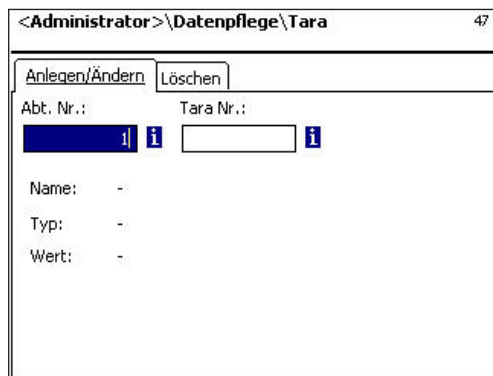 <Administrator>\Datenpflege\Tara 47
Anlegen/Ändern Löschen
Abt. Nr.: Tara Nr.:
1 i i
Name: -
Typ: -
Wert: -